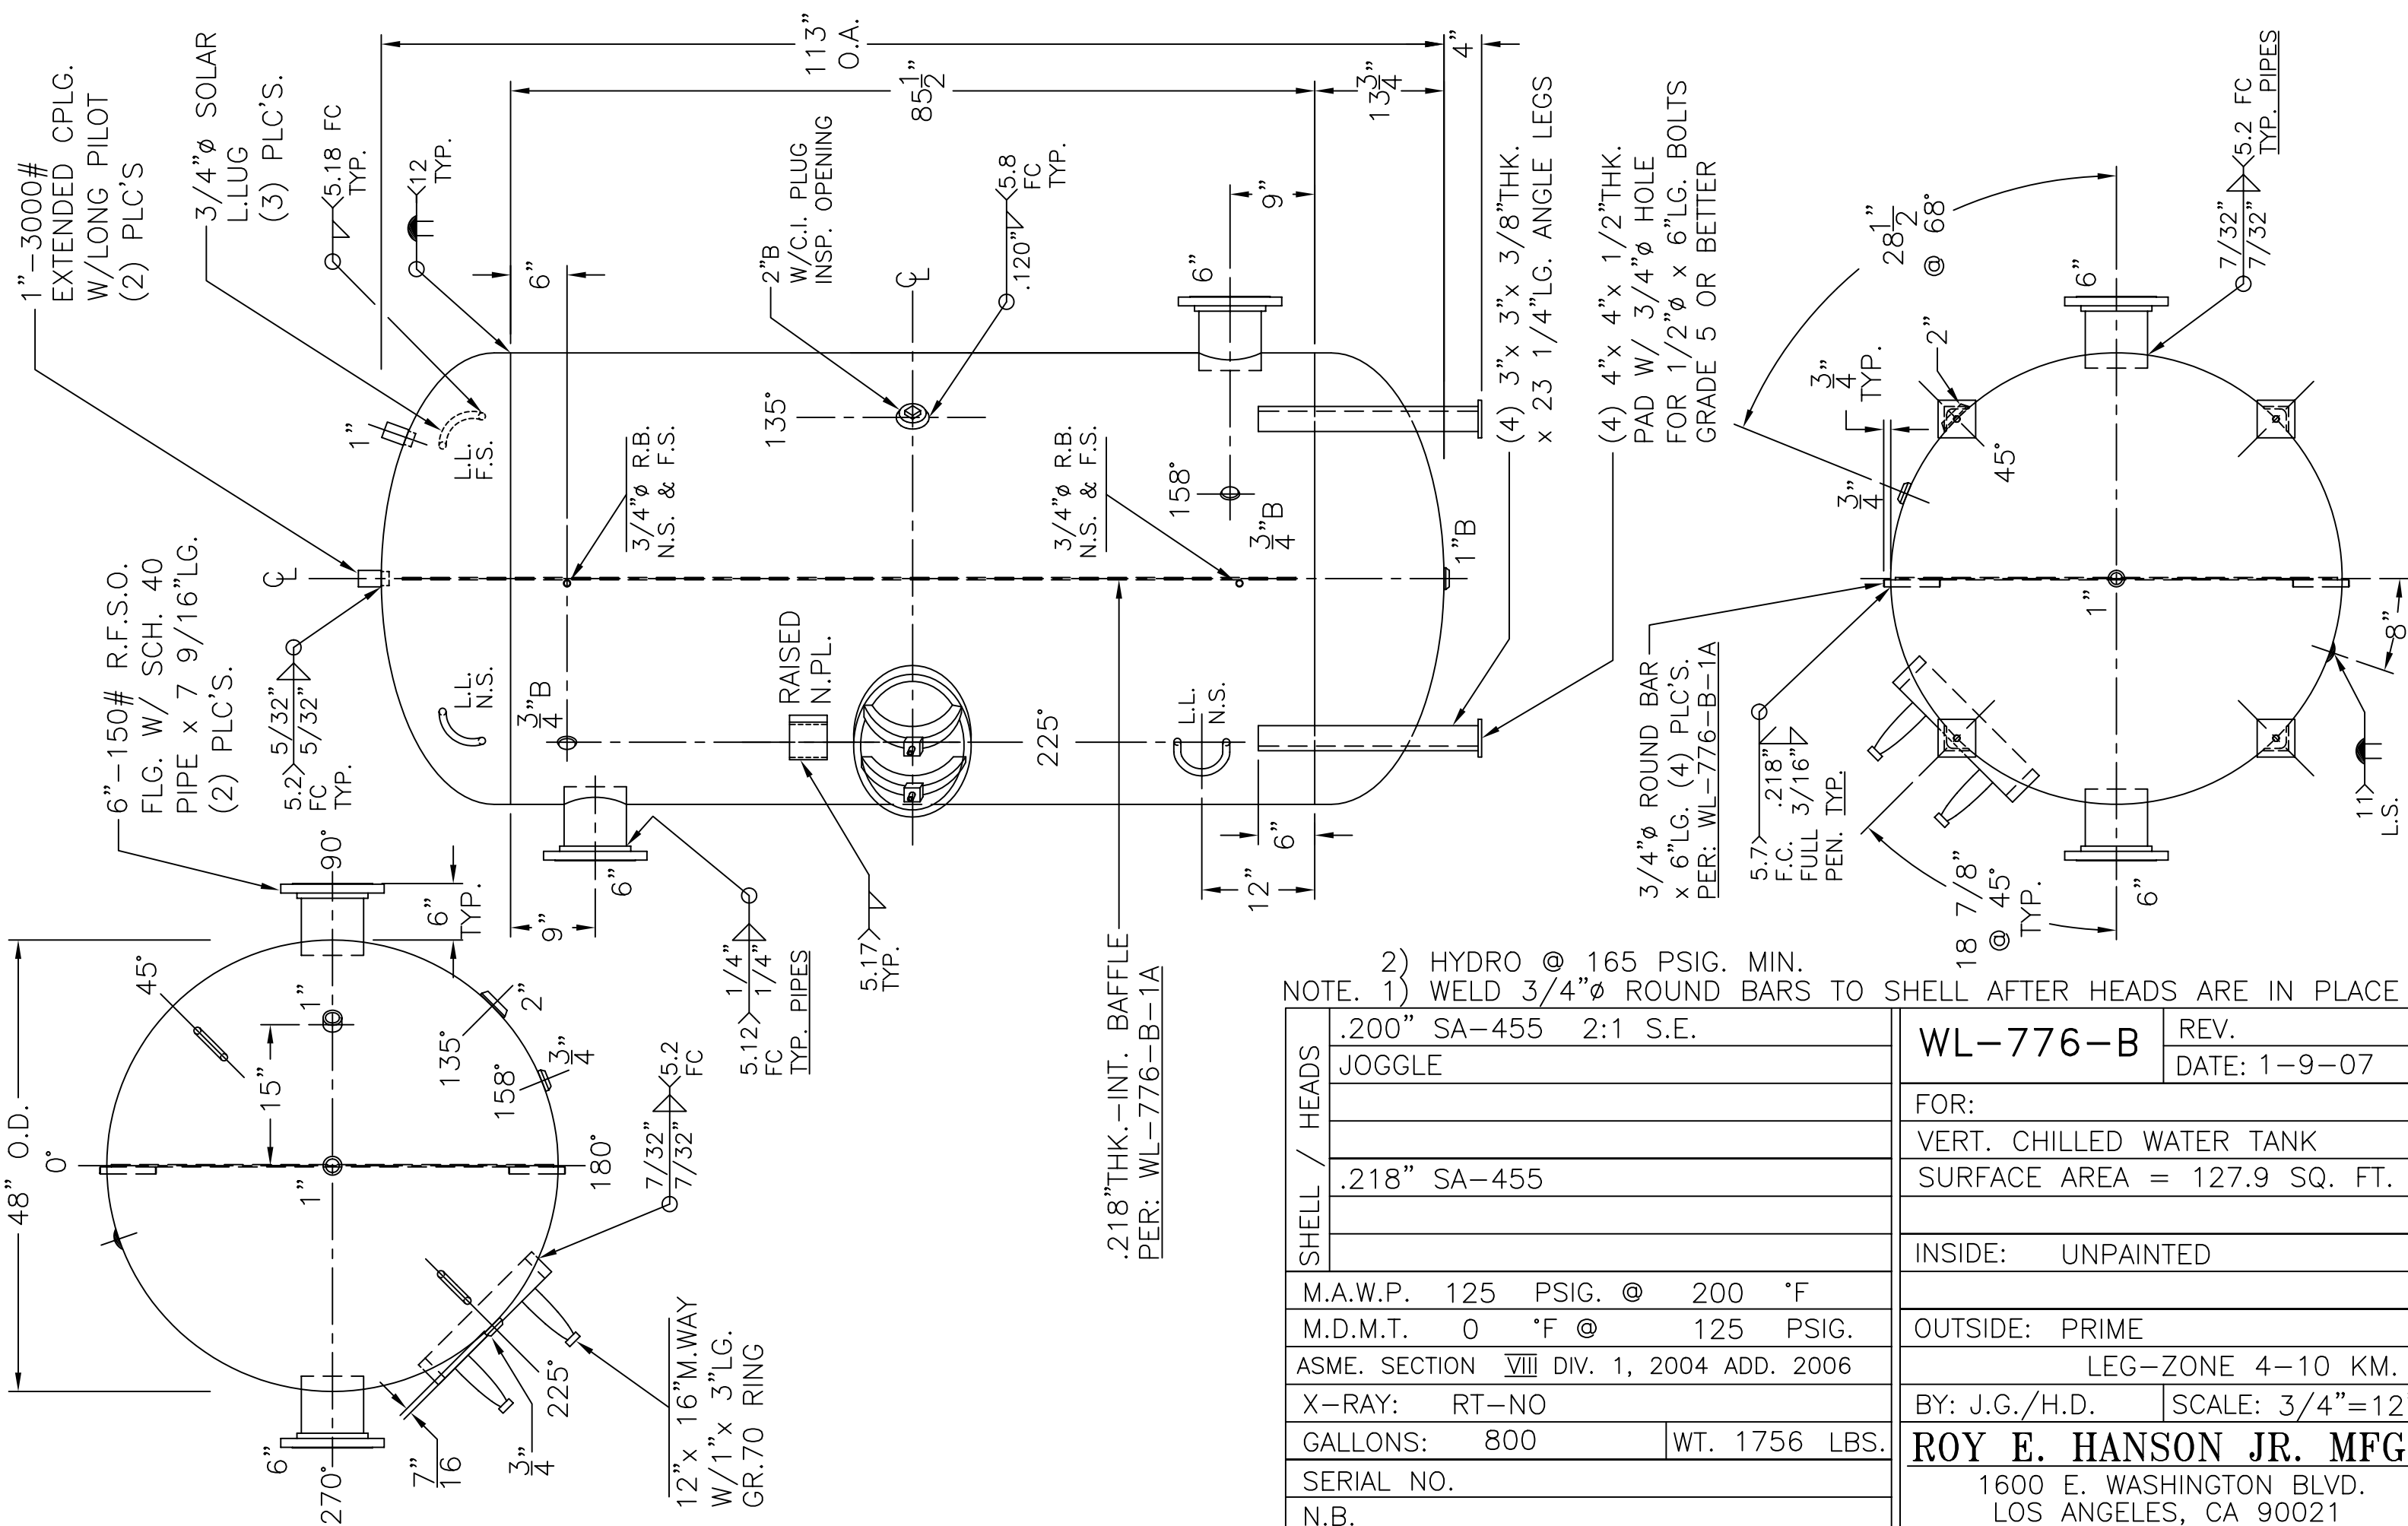 1"-3000#
EXTENDED CPLG.
W/LONG PILOT
(2) PLC'S
3/4"ø SOLAR
L.LUG
(3) PLC'S.
5.18 FC
TYP.
12
TYP.
113"
O.A.
85 1/2"
13 3/4"
4"
6"
2"B
W/C.I. PLUG
INSP. OPENING
CL
.120"
5.8
FC
TYP.
9"
6"
(4) 3"x 3"x 3/8"THK.
x 23 1/4"LG. ANGLE LEGS
(4) 4"x 4"x 1/2"THK.
PAD W/ 3/4"ø HOLE
FOR 1/2"ø x 6"LG. BOLTS
GRADE 5 OR BETTER
1"
L.L.
F.S.
135°
3/4"ø R.B.
N.S. & F.S.
3/4"ø R.B.
N.S. & F.S.
158°
3/4"B
1"B
CL
5.2
FC
TYP.
5/32"
5/32"
L.L.
N.S.
3/4"B
RAISED
N.PL.
225°
L.L.
N.S.
6"
12"
9"
6"
1/4"
1/4"
5.12
FC
TYP. PIPES
5.17
TYP.
.218"THK.-INT. BAFFLE
PER: WL-776-B-1A
6"-150# R.F.S.O.
FLG. W/ SCH. 40
PIPE x 7 9/16"LG.
(2) PLC'S.
90°
6"
TYP.
48" O.D.
0°
45°
15"
1"
1"
135°
2"
158°
3/4
180°
7/32"
7/32"
5.2
FC
225°
3/4"
7/16"
6"
270°
12"x 16"M.WAY
W/1"x 3"LG.
GR.70 RING
28 1/2"
@ 68°
5.2 FC
TYP. PIPES
7/32"
7/32"
6"
2"
3/4"
TYP.
3/4"
45°
1"
8"
3/4"ø ROUND BAR
x 6"LG. (4) PLC'S.
PER: WL-776-B-1A
5.7
F.C.
FULL
PEN. TYP.
.218"
3/16"
18 7/8"
@ 45°
TYP.
6"
11
L.S.
2) HYDRO @ 165 PSIG. MIN.
NOTE. 1) WELD 3/4"ø ROUND BARS TO SHELL AFTER HEADS ARE IN PLACE
SHELL / HEADS
.200" SA-455 2:1 S.E.
JOGGLE
.218" SA-455
M.A.W.P. 125 PSIG. @ 200 °F
M.D.M.T. 0 °F @ 125 PSIG.
ASME. SECTION VIII DIV. 1, 2004 ADD. 2006
X-RAY: RT-NO
GALLONS: 800 WT. 1756 LBS.
SERIAL NO.
N.B.
WL-776-B
REV.
DATE: 1-9-07
FOR:
VERT. CHILLED WATER TANK
SURFACE AREA = 127.9 SQ. FT.
INSIDE: UNPAINTED
OUTSIDE: PRIME
LEG-ZONE 4-10 KM.
BY: J.G./H.D. SCALE: 3/4"=12
ROY E. HANSON JR. MFG
1600 E. WASHINGTON BLVD.
LOS ANGELES, CA 90021